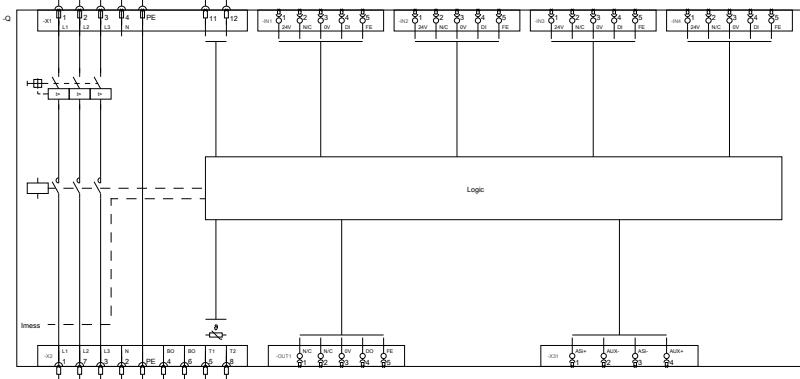 -Q
-X1 1 2 3 4 PE 11 12
L1 L2 L3 N
-IN1 1 2 3 4 5
24V N/C 0V DI FE
-IN2 1 2 3 4 5
24V N/C 0V DI FE
-IN3 1 2 3 4 5
24V N/C 0V DI FE
-IN4 1 2 3 4 5
24V N/C 0V DI FE
I> I> I>
Logic
Imess
ϑ
-X2 L1 L2 L3 N BO BO T1 T2
1 7 3 2 PE 4 6 5 8
-OUT1 N/C N/C 0V DO FE
1 2 3 4 5
-X31 ASi+ AUX- ASi- AUX+
1 2 3 4